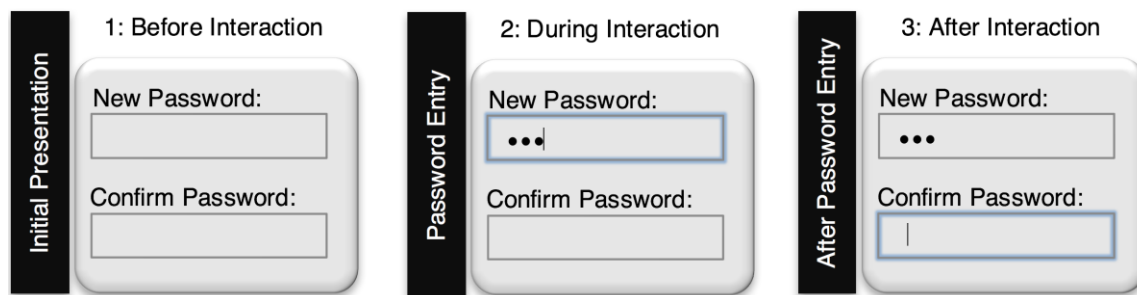 1: Before Interaction
Initial Presentation
New Password:
Confirm Password:
2: During Interaction
Password Entry
New Password:
•••
Confirm Password:
3: After Interaction
After Password Entry
New Password:
•••
Confirm Password: